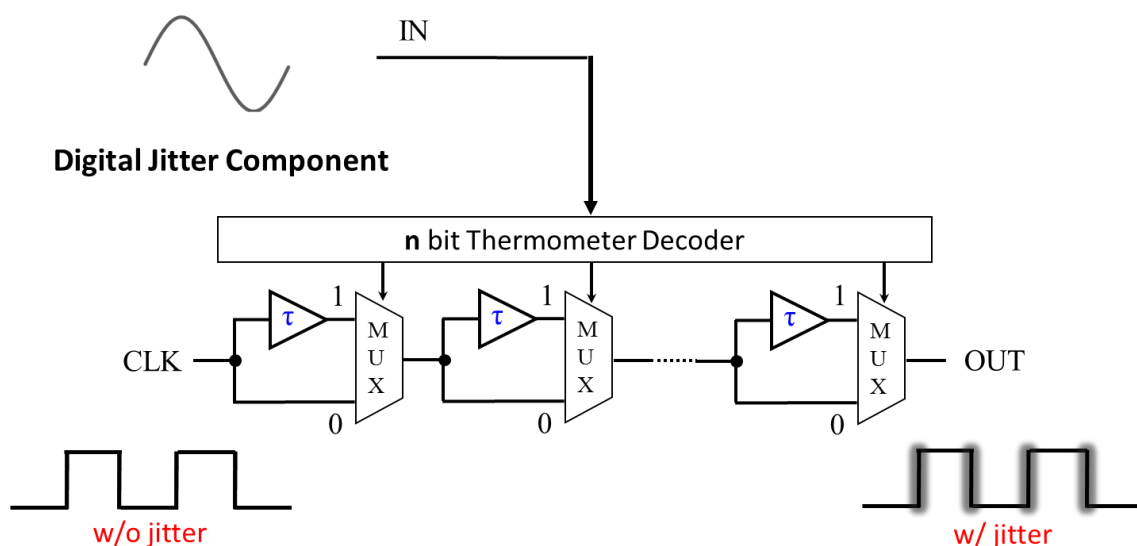 IN
Digital Jitter Component
n bit Thermometer Decoder
τ
1
M
U
X
0
τ
1
M
U
X
0
τ
1
M
U
X
0
CLK
OUT
w/o jitter
w/ jitter